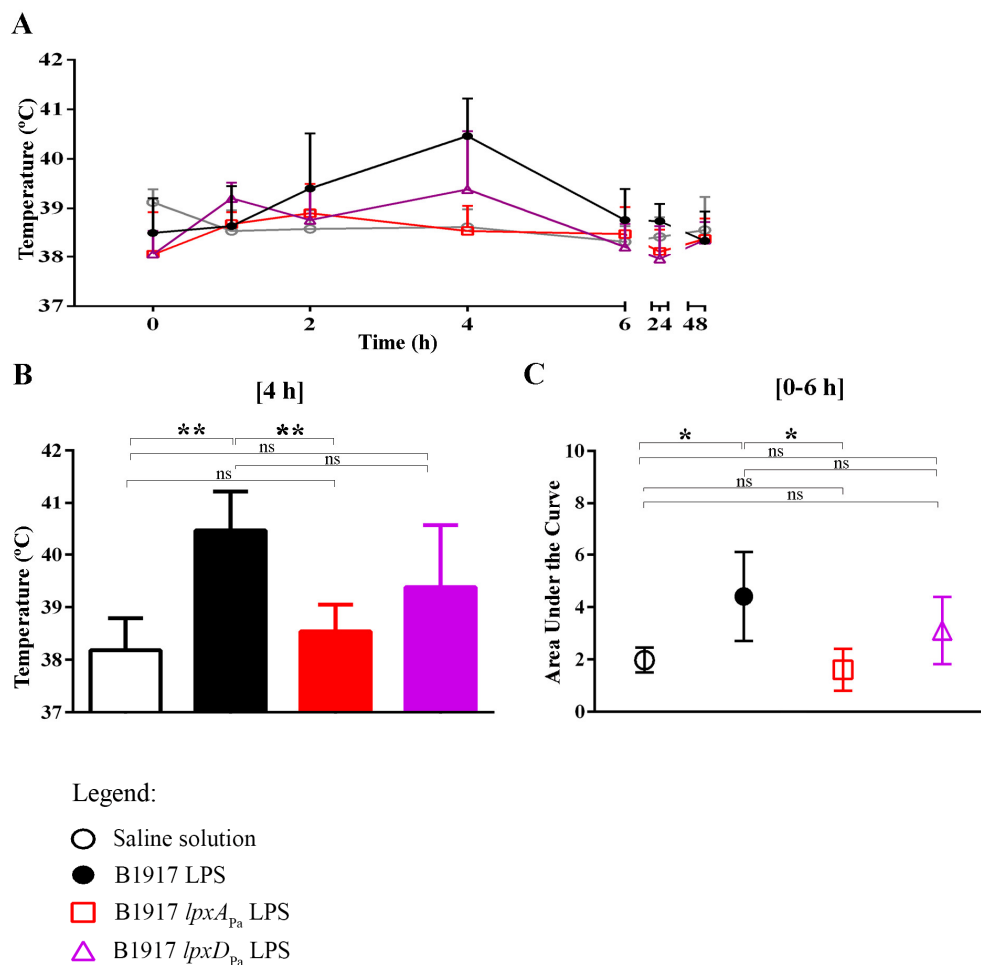 A
42
41
40
39
38
37
Temperature (ºC)
0 2 4 6 24 48
Time (h)
B
[4 h]
** **
ns
ns
ns
42
41
40
39
38
37
Temperature (ºC)
C
[0-6 h]
* *
ns
ns
ns
ns
10
8
6
4
2
0
Area Under the Curve
Legend:
Saline solution
B1917 LPS
B1917 lpxAPa LPS
B1917 lpxDPa LPS